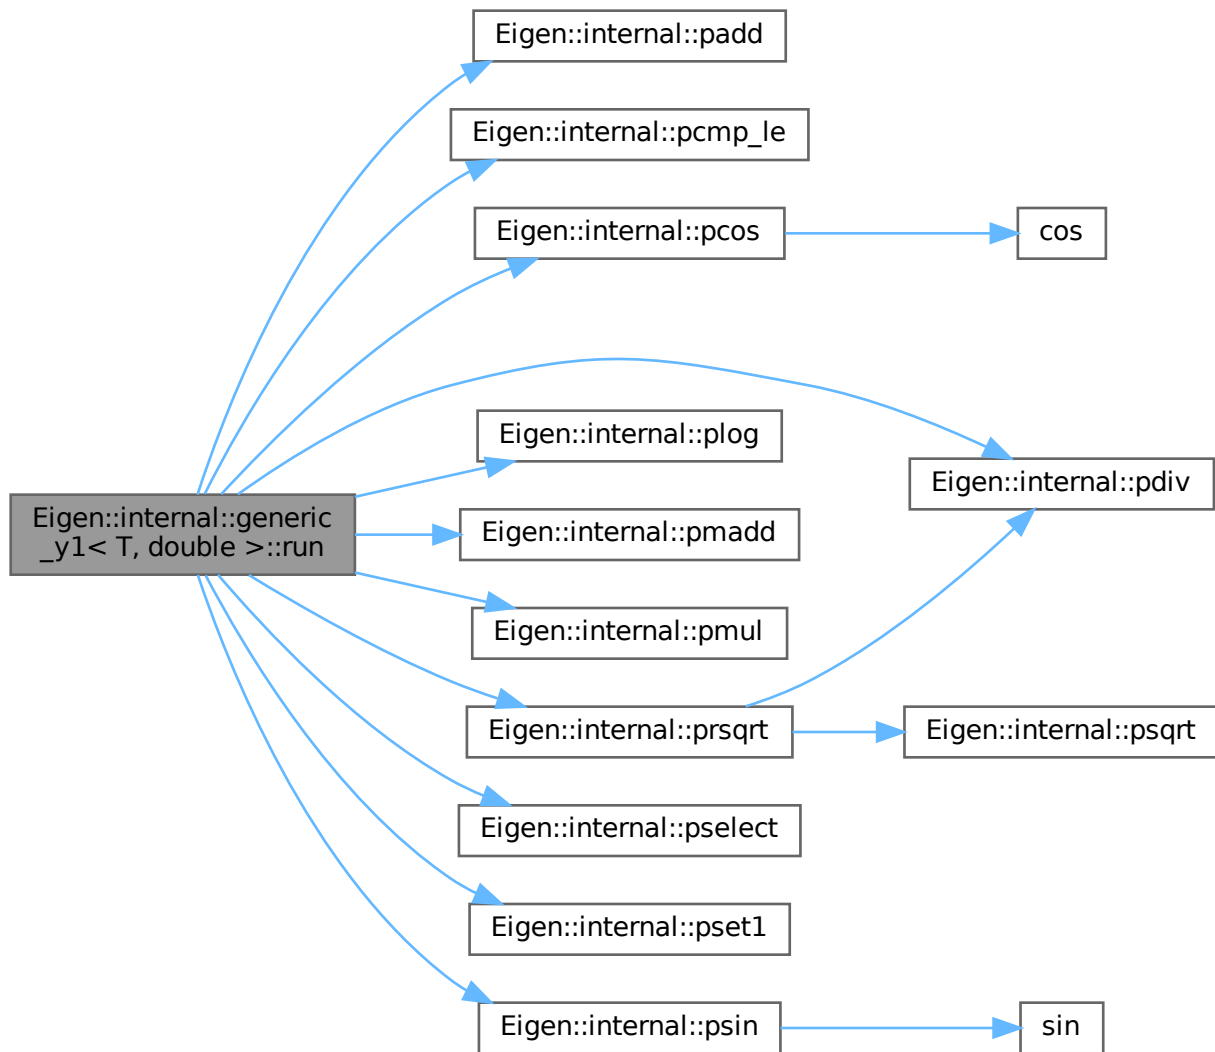 Eigen::internal::padd
Eigen::internal::pcmp_le
Eigen::internal::pcos
cos
Eigen::internal::plog
Eigen::internal::pdiv
Eigen::internal::generic
_y1< T, double >::run
Eigen::internal::pmadd
Eigen::internal::pmul
Eigen::internal::prsqrt
Eigen::internal::psqrt
Eigen::internal::pselect
Eigen::internal::pset1
Eigen::internal::psin
sin